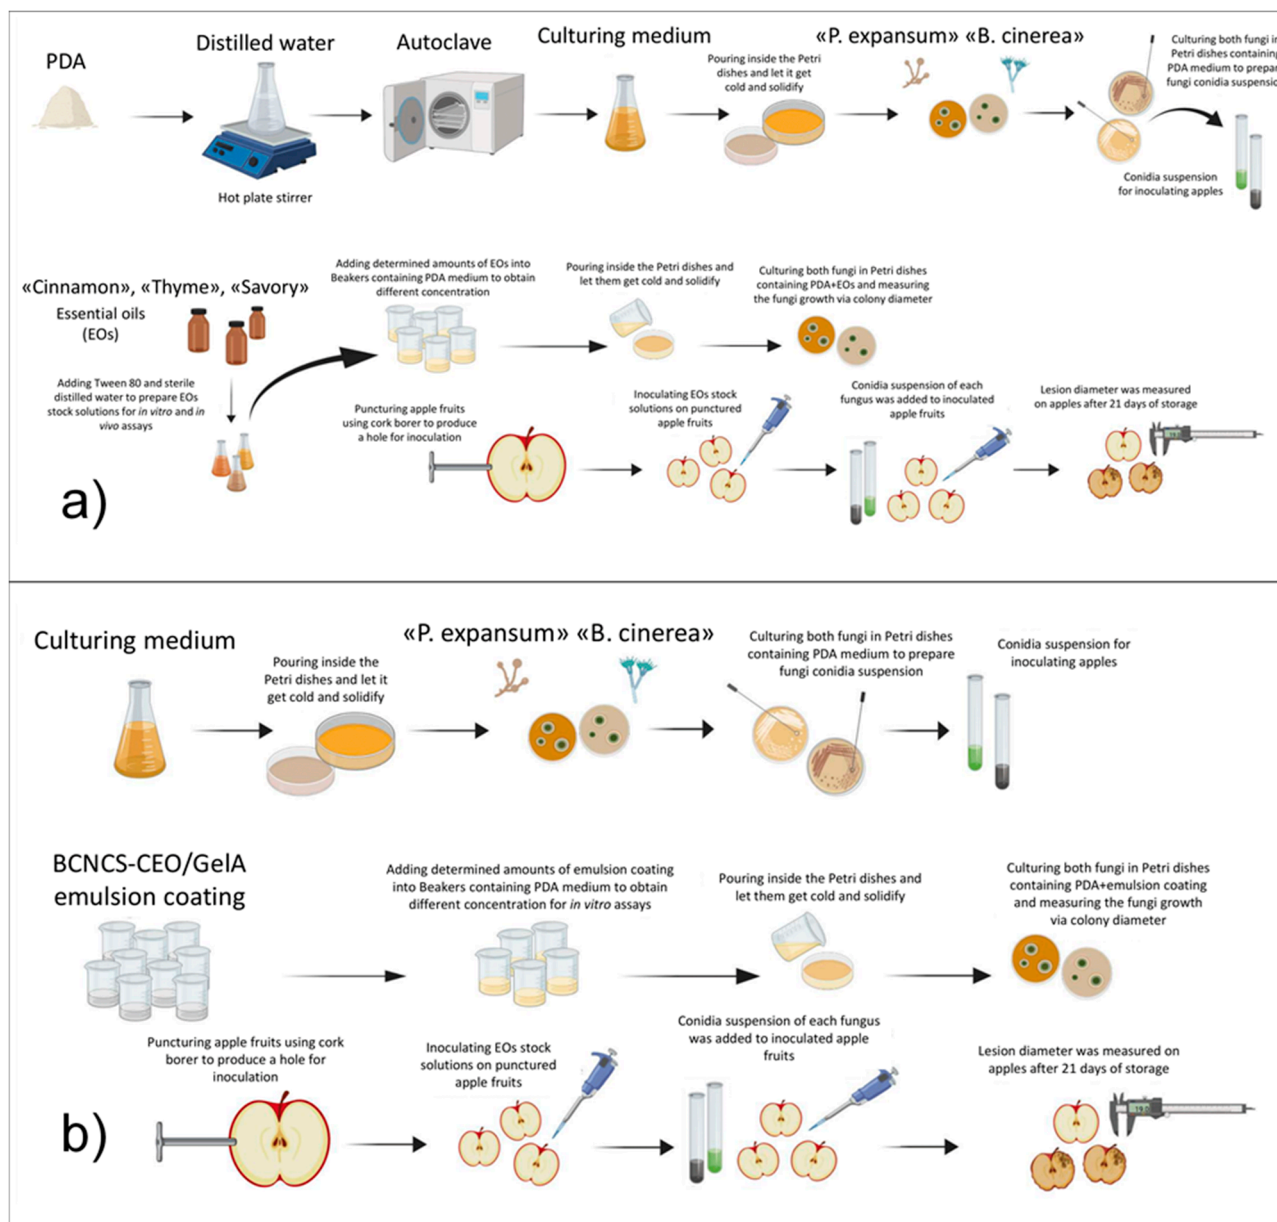 PDA
Distilled water
Hot plate stirrer
Autoclave
Culturing medium
Pouring inside the Petri
dishes and let it get
cold and solidify
«P. expansum» «B. cinerea»
Culturing both fungi in
Petri dishes containing
PDA medium to prepare
fungi conidia suspension
Conidia suspension
for inoculating apples
«Cinnamon», «Thyme», «Savory»
Essential oils
(EOs)
Adding Tween 80 and sterile
distilled water to prepare EOs
stock solutions for in vitro and in
vivo assays
Adding determined amounts of EOs into
Beakers containing PDA medium to obtain
different concentration
Pouring inside the Petri dishes and
let them get cold and solidify
Culturing both fungi in Petri dishes
containing PDA+EOs and measuring
the fungi growth via colony diameter
Puncturing apple fruits
using cork borer to produce
a hole for inoculation
Inoculating EOs stock
solutions on punctured
apple fruits
Conidia suspension of each
fungus was added to inoculated
apple fruits
Lesion diameter was measured
on apples after 21 days of storage
a)
Culturing medium
Pouring inside the
Petri dishes and let it
get cold and solidify
«P. expansum» «B. cinerea»
Culturing both fungi in Petri dishes
containing PDA medium to prepare
fungi conidia suspension
Conidia suspension for
inoculating apples
BCNCS-CEO/GelA
emulsion coating
Adding determined amounts of emulsion coating
into Beakers containing PDA medium to obtain
different concentration for in vitro assays
Pouring inside the Petri dishes and
let them get cold and solidify
Culturing both fungi in Petri dishes
containing PDA+emulsion coating
and measuring the fungi growth
via colony diameter
Puncturing apple fruits using cork
borer to produce a hole for
inoculation
Inoculating EOs stock
solutions on punctured
apple fruits
Conidia suspension of each fungus
was added to inoculated apple
fruits
Lesion diameter was measured on
apples after 21 days of storage
b)